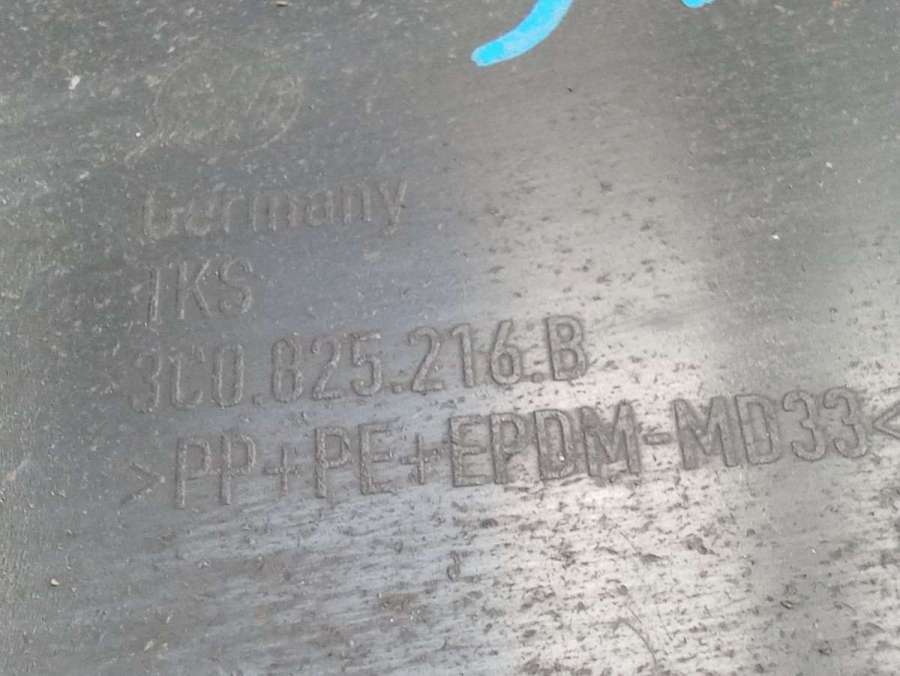 Germany
TKS
3C0.825.216.B
>PP+PE+EPDM-MD33<